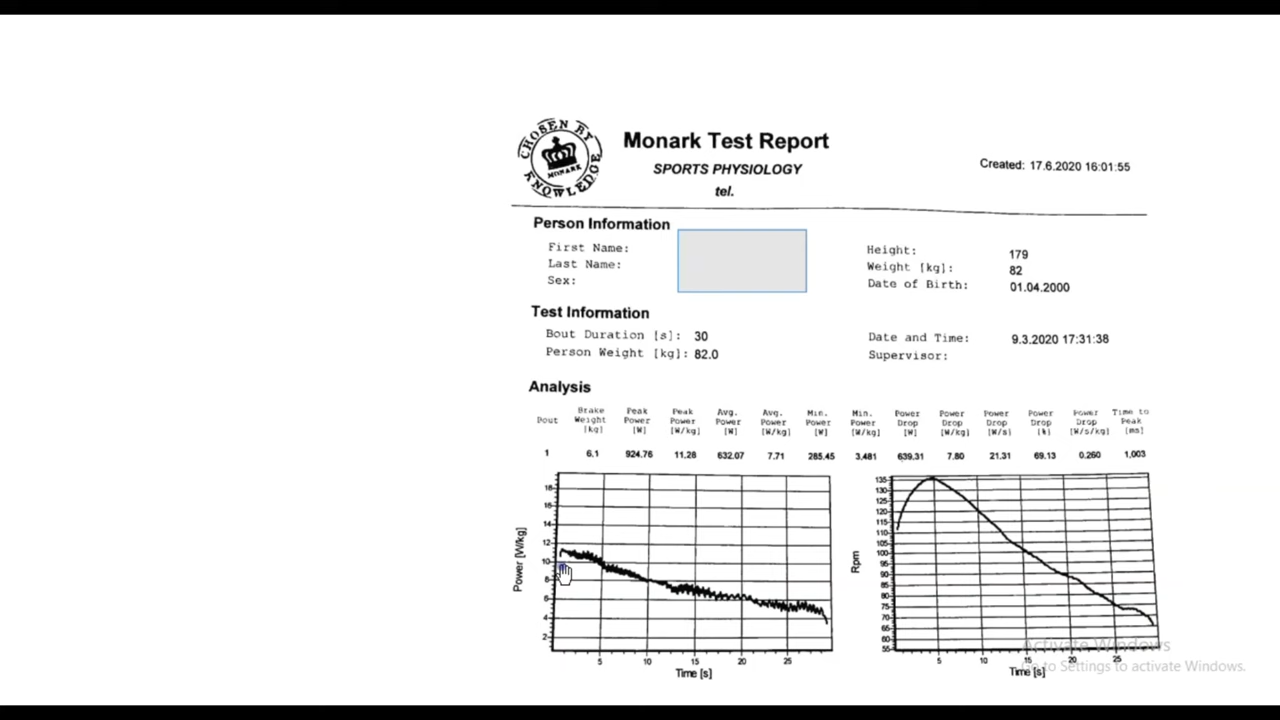 CHOSEN BY
MONARK
KNOWLEDGE
Monark Test Report
SPORTS PHYSIOLOGY
tel.
Created: 17.6.2020 16:01:55
Person Information
First Name:
Last Name:
Sex:
Height: 179
Weight [kg]: 82
Date of Birth: 01.04.2000
Test Information
Bout Duration [s]: 30
Person Weight [kg]: 82.0
Date and Time: 9.3.2020 17:31:38
Supervisor:
Analysis
Bout Brake Weight [kg] Peak Power [W] Peak Power [W/kg] Avg. Power [W] Avg. Power [W/kg] Min. Power [W] Min. Power [W/kg] Power Drop [W] Power Drop [W/kg] Power Drop [W/s] Power Drop [%] Power Drop [W/s/kg] Time to Peak [ms]
1 6.1 924.76 11,28 632.07 7.71 285.45 3,481 639.31 7.80 21.31 69.13 0.260 1,003
Power [W/kg]
18
16
14
12
10
8
6
4
2
5 10 15 20 25
Time [s]
Rpm
135
130
125
120
115
110
105
100
95
90
85
80
75
70
65
60
55
5 10 15 20 25
Time [s]
Activate Windows
Go to Settings to activate Windows.